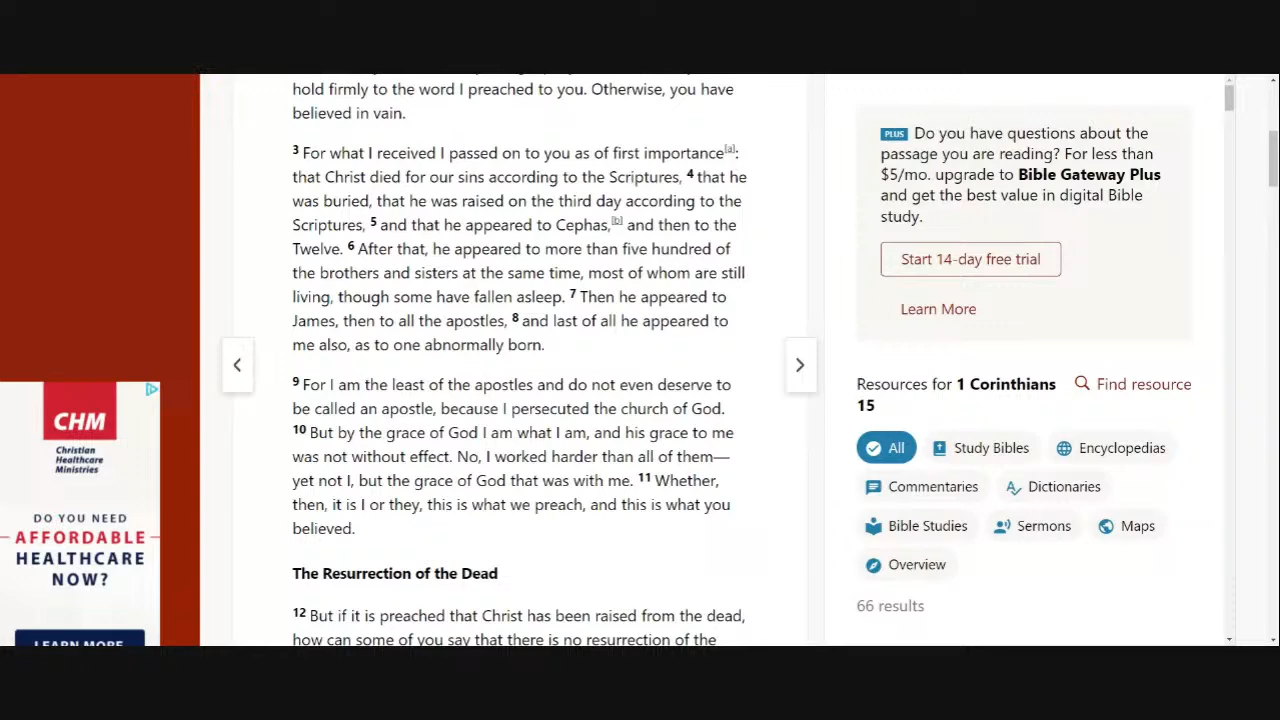 hold firmly to the word I preached to you. Otherwise, you have
believed in vain.
3 For what I received I passed on to you as of first importance[a]:
that Christ died for our sins according to the Scriptures, 4 that he
was buried, that he was raised on the third day according to the
Scriptures, 5 and that he appeared to Cephas,[b] and then to the
Twelve. 6 After that, he appeared to more than five hundred of
the brothers and sisters at the same time, most of whom are still
living, though some have fallen asleep. 7 Then he appeared to
James, then to all the apostles, 8 and last of all he appeared to
me also, as to one abnormally born.
9 For I am the least of the apostles and do not even deserve to
be called an apostle, because I persecuted the church of God.
10 But by the grace of God I am what I am, and his grace to me
was not without effect. No, I worked harder than all of them—
yet not I, but the grace of God that was with me. 11 Whether,
then, it is I or they, this is what we preach, and this is what you
believed.
The Resurrection of the Dead
12 But if it is preached that Christ has been raised from the dead,
how can some of you say that there is no resurrection of the
PLUS Do you have questions about the
passage you are reading? For less than
$5/mo. upgrade to Bible Gateway Plus
and get the best value in digital Bible
study.
Start 14-day free trial
Learn More
Resources for 1 Corinthians
15
Find resource
All
Study Bibles
Encyclopedias
Commentaries
Dictionaries
Bible Studies
Sermons
Maps
Overview
66 results
CHM
Christian
Healthcare
Ministries
DO YOU NEED
AFFORDABLE
HEALTHCARE
NOW?
LEARN MORE